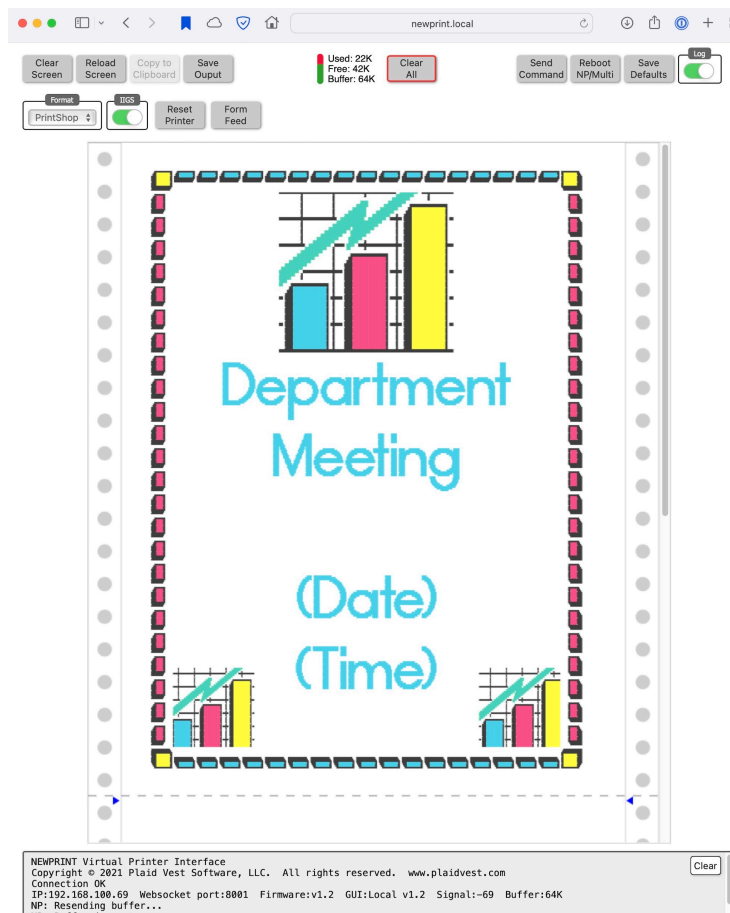 newprint.local
Clear
Screen
Reload
Screen
Copy to
Clipboard
Save
Ouput
Used: 22K
Free: 42K
Buffer: 64K
Clear
All
Send
Command
Reboot
NP/Multi
Save
Defaults
Log
Format
PrintShop
IIGS
Reset
Printer
Form
Feed
Department
Meeting
(Date)
(Time)
NEWPRINT Virtual Printer Interface
Copyright © 2021 Plaid Vest Software, LLC. All rights reserved. www.plaidvest.com
Connection OK
IP:192.168.100.69 Websocket port:8001 Firmware:v1.2 GUI:Local v1.2 Signal:-69 Buffer:64K
NP: Resending buffer...
Clear